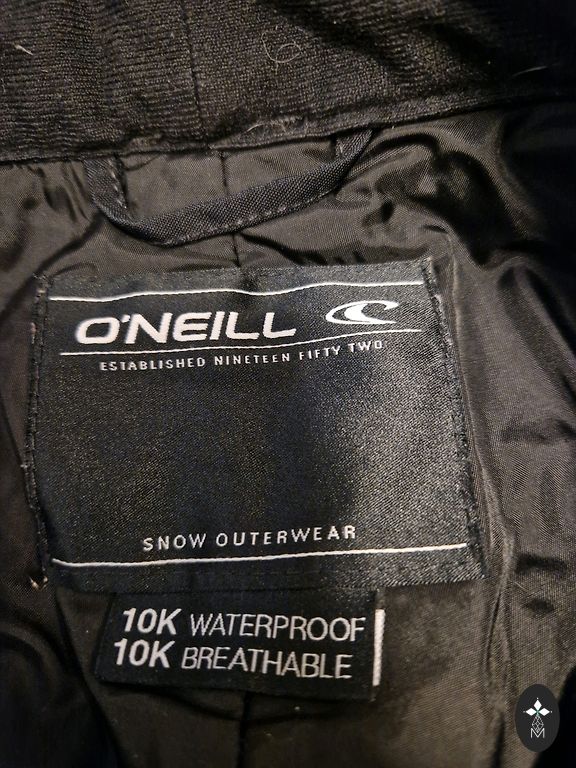 O'NEILL
ESTABLISHED NINETEEN FIFTY TWO
SNOW OUTERWEAR
10K WATERPROOF
10K BREATHABLE
M